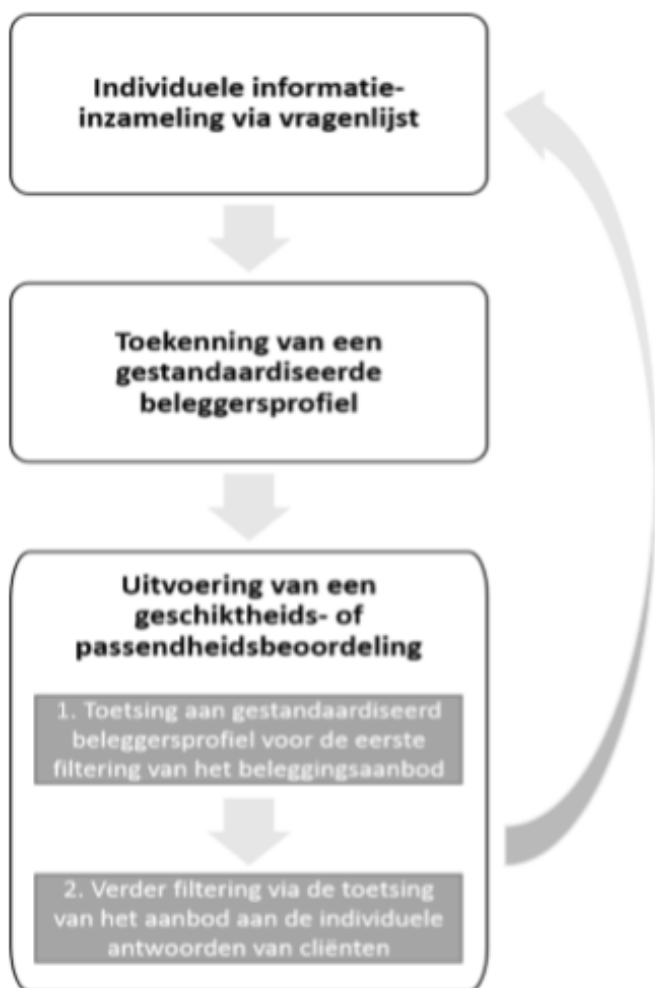 Individuele informatie-
inzameling via vragenlijst
Toekenning van een
gestandaardiseerde
beleggersprofiel
Uitvoering van een
geschiktheids- of
passendheidsbeoordeling
1. Toetsing aan gestandaardiseerd
beleggersprofiel voor de eerste
filtering van het beleggingsaanbod
2. Verder filtering via de toetsing
van het aanbod aan de individuele
antwoorden van cliënten